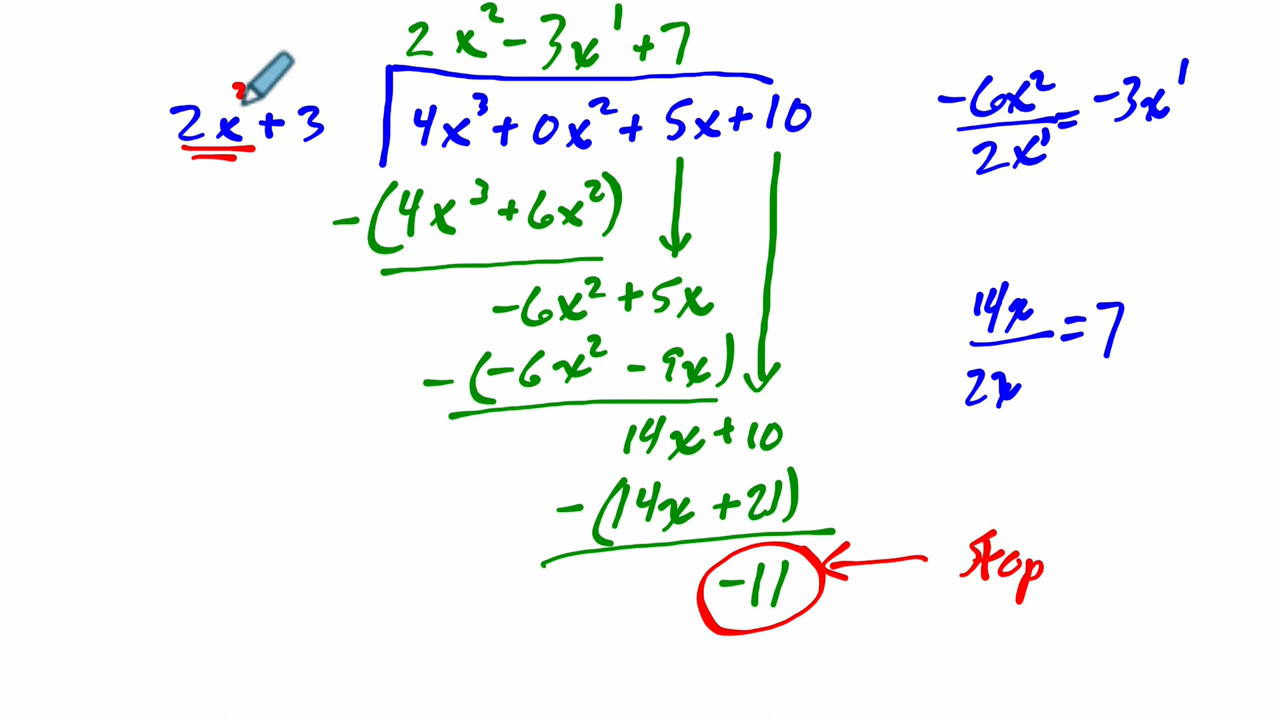 2x² - 3x¹ + 7
2x² + 3 4x³ + 0x² + 5x + 10
-(4x³ + 6x²)
-6x² + 5x
-(-6x² - 9x)
14x + 10
-(14x + 21)
-11
Stop
-6x²/2x¹ = -3x¹
14x/2x = 7